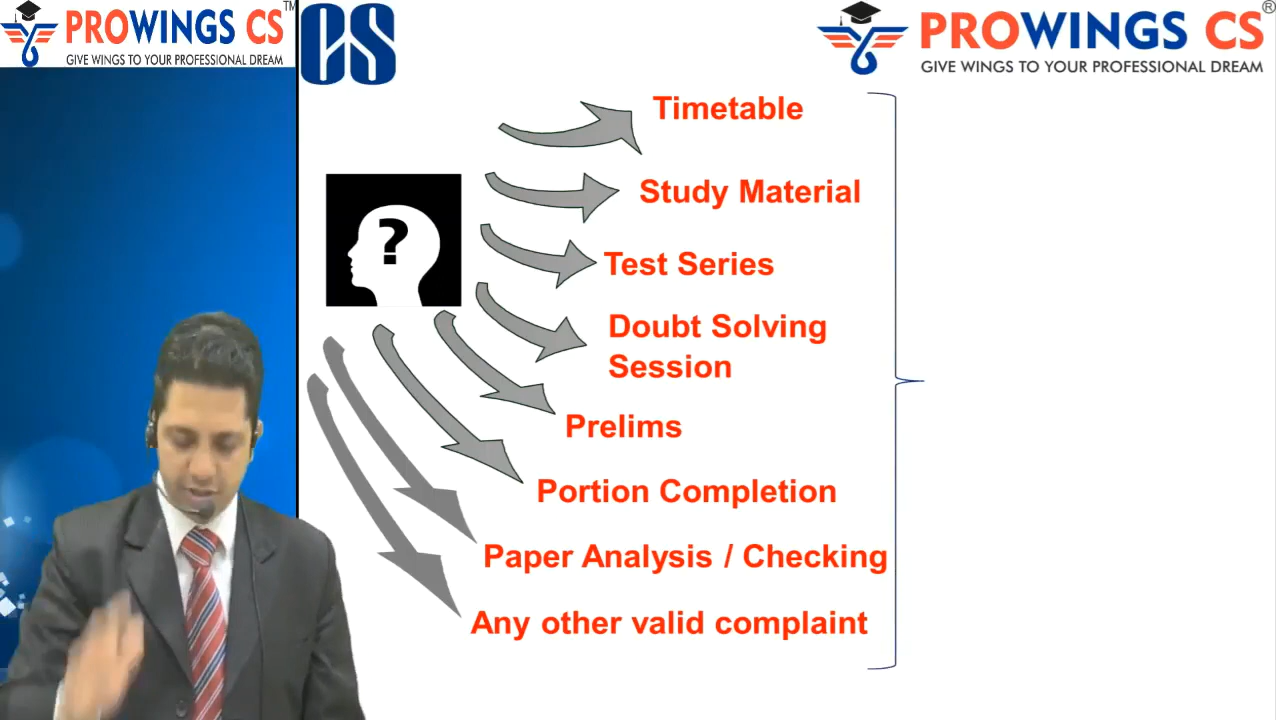 PROWINGS CS™
GIVE WINGS TO YOUR PROFESSIONAL DREAM
CS
PROWINGS CS®
GIVE WINGS TO YOUR PROFESSIONAL DREAM
Timetable
Study Material
?
Test Series
Doubt Solving
Session
Prelims
Portion Completion
Paper Analysis / Checking
Any other valid complaint